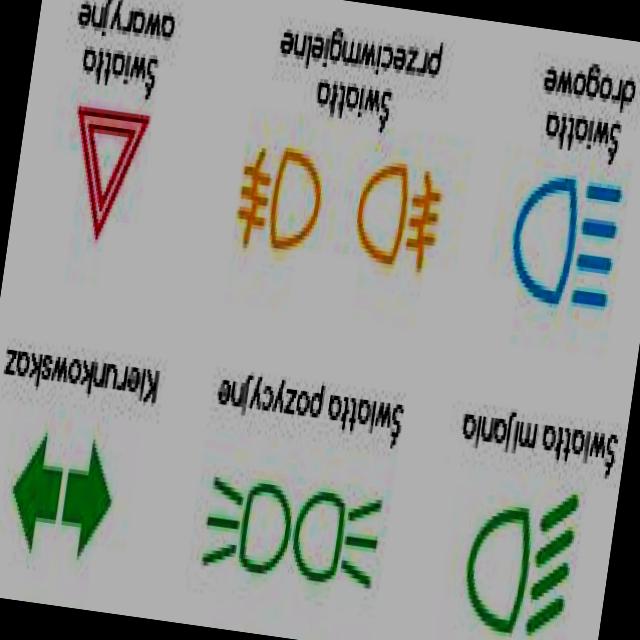 Światła mijania
Światła pozycyjne
Kierunkowskaz
Światła
drogowe
Światła
przeciwmgielne
Światła
awaryjne